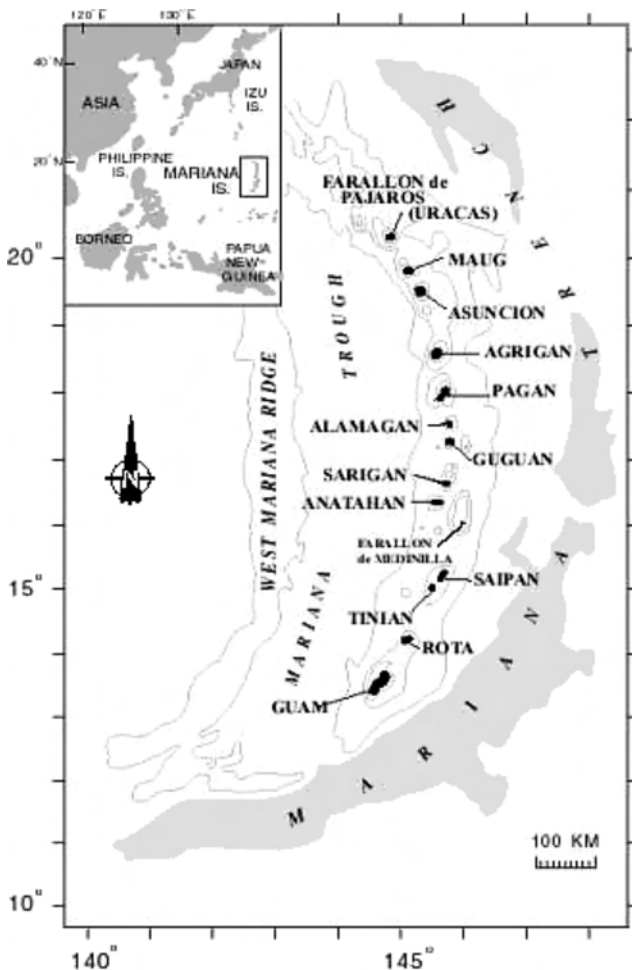 120°E 130°E
40°N
JAPAN
IZU
IS.
ASIA
20°N
PHILIPPINE
IS.
MARIANA
IS.
BORNEO
PAPUA
NEW-
GUINEA
FARALLON de
PAJAROS
(URACAS)
MAUG
ASUNCION
AGRIGAN
PAGAN
ALAMAGAN
GUGUAN
SARIGAN
ANATAHAN
FARALLON
de MEDINILLA
SAIPAN
TINIAN
ROTA
GUAM
WEST MARIANA RIDGE
MARIANA TROUGH
MARIANA TRENCH
N
20°
15°
10°
140° 145°
100 KM